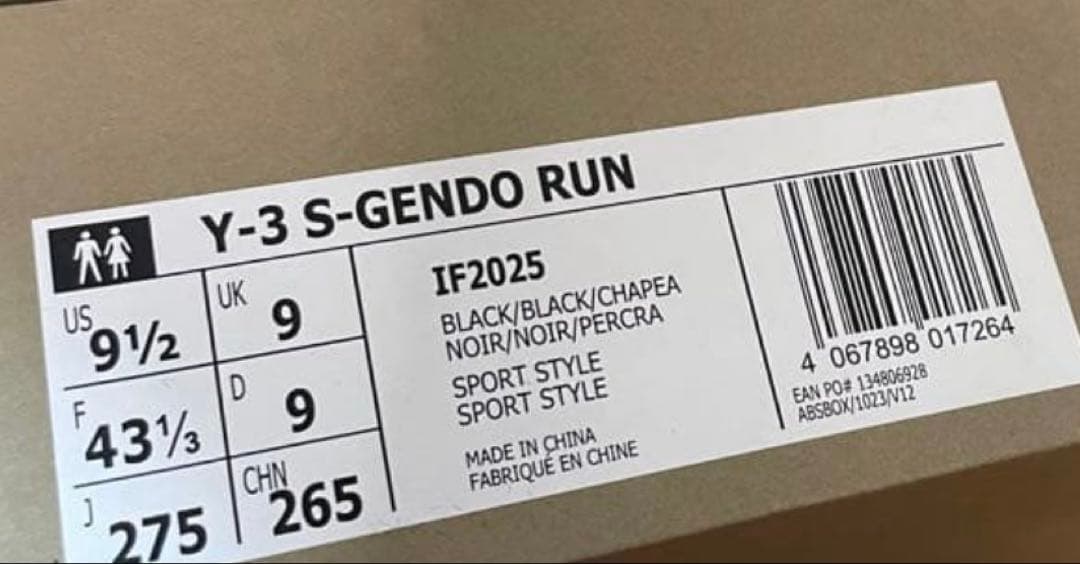 Y-3 S-GENDO RUN
US 9½
UK 9
F 43⅓
D 9
J 275
CHN 265
IF2025
BLACK/BLACK/CHAPEA
NOIR/NOIR/PERCRA
SPORT STYLE
SPORT STYLE
MADE IN CHINA
FABRIQUÉ EN CHINE
4 067898 017264
EAN PO# 134806928
ABSBOX/1023/V12